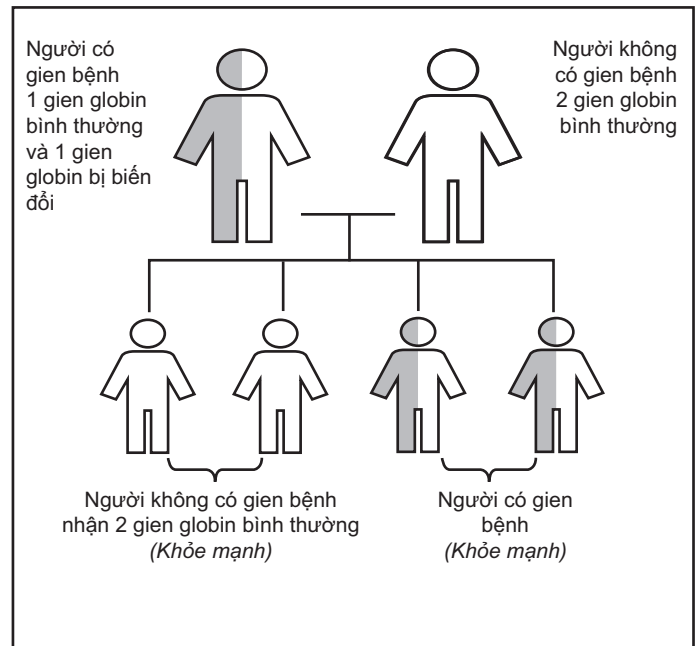 Người có
gien bệnh
1 gien globin
bình thường
và 1 gien
globin bị biến
đổi
Người không
có gien bệnh
2 gien globin
bình thường
Người không có gien bệnh
nhận 2 gien globin bình thường
(Khỏe mạnh)
Người có gien
bệnh
(Khỏe mạnh)